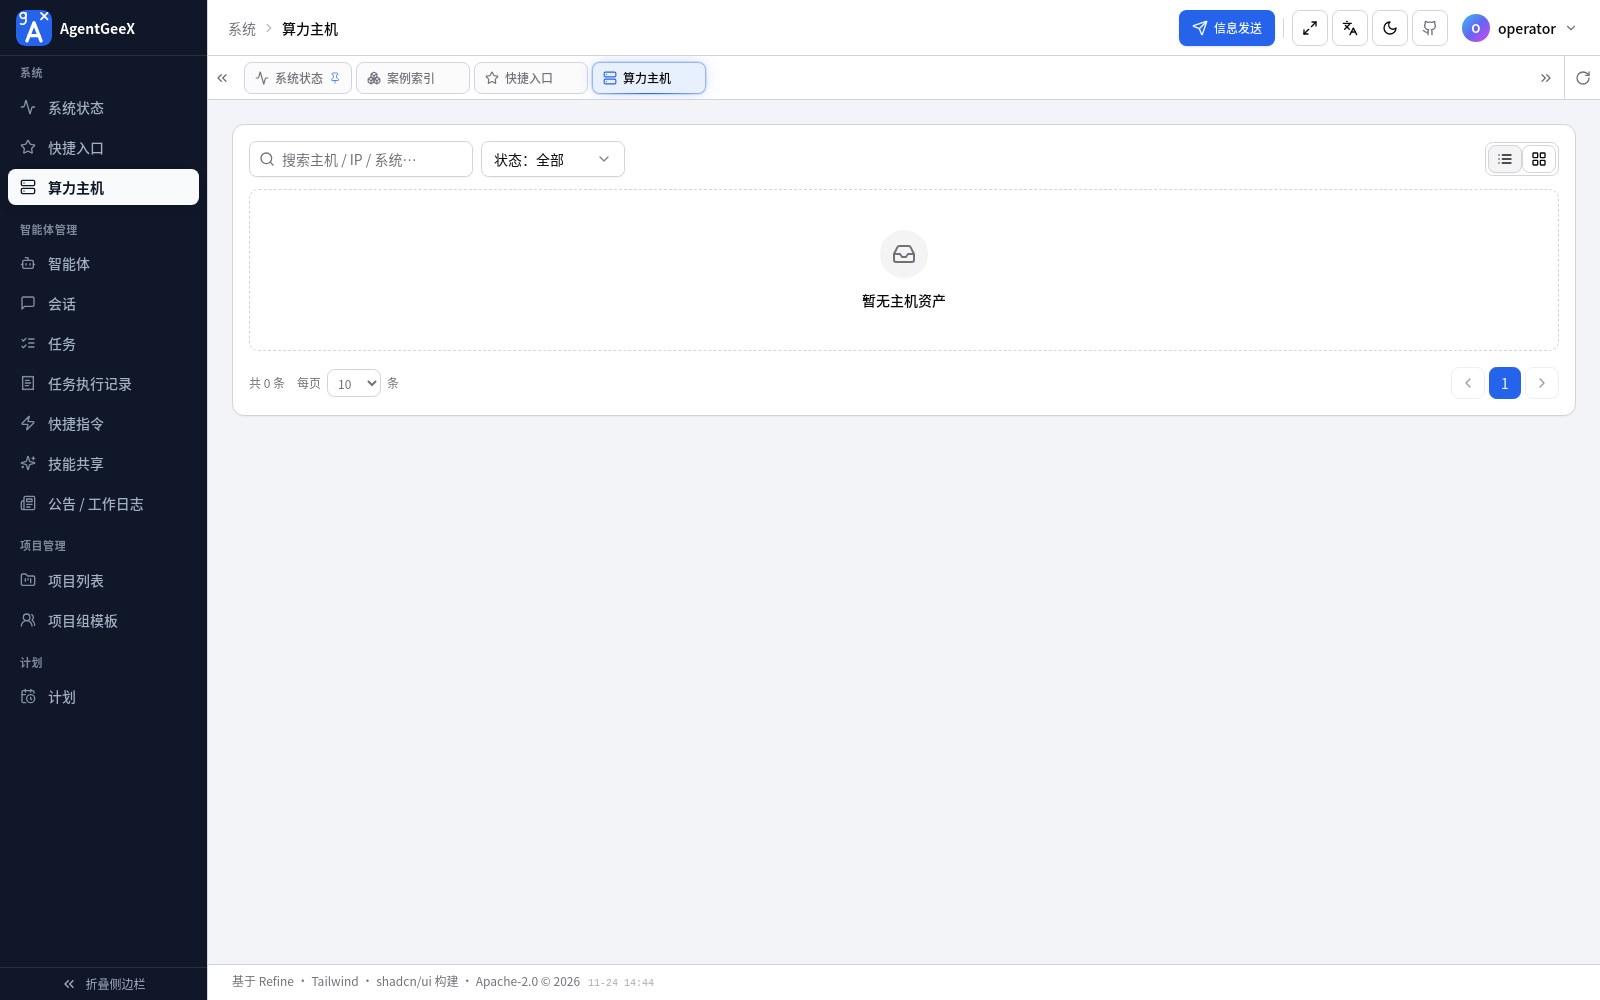 AgentGeeX
系统
系统状态
快捷入口
算力主机
智能体管理
智能体
会话
任务
任务执行记录
快捷指令
技能共享
公告 / 工作日志
项目管理
项目列表
项目组模板
计划
计划
折叠侧边栏
系统 > 算力主机
信息发送
O operator
系统状态 案例索引 快捷入口 算力主机
搜索主机 / IP / 系统…
状态：全部
暂无主机资产
共 0 条 每页 10 条
1
基于 Refine · Tailwind · shadcn/ui 构建 · Apache-2.0 © 2026 11-24 14:44